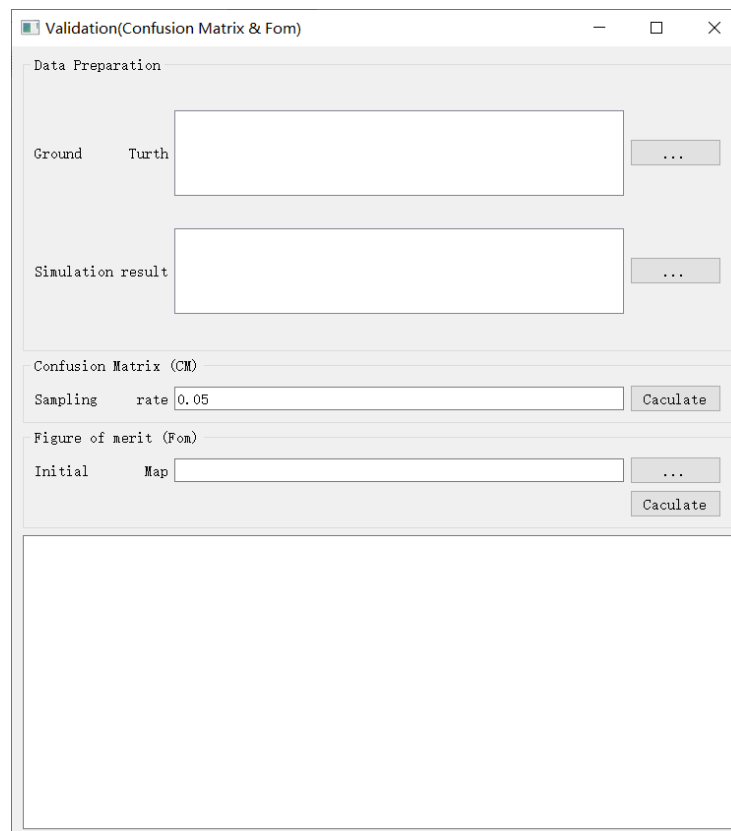 Validation(Confusion Matrix & Fom)
Data Preparation
Ground Turth
...
Simulation result
...
Confusion Matrix (CM)
Sampling rate 0.05 Caculate
Figure of merit (Fom)
Initial Map
...
Caculate